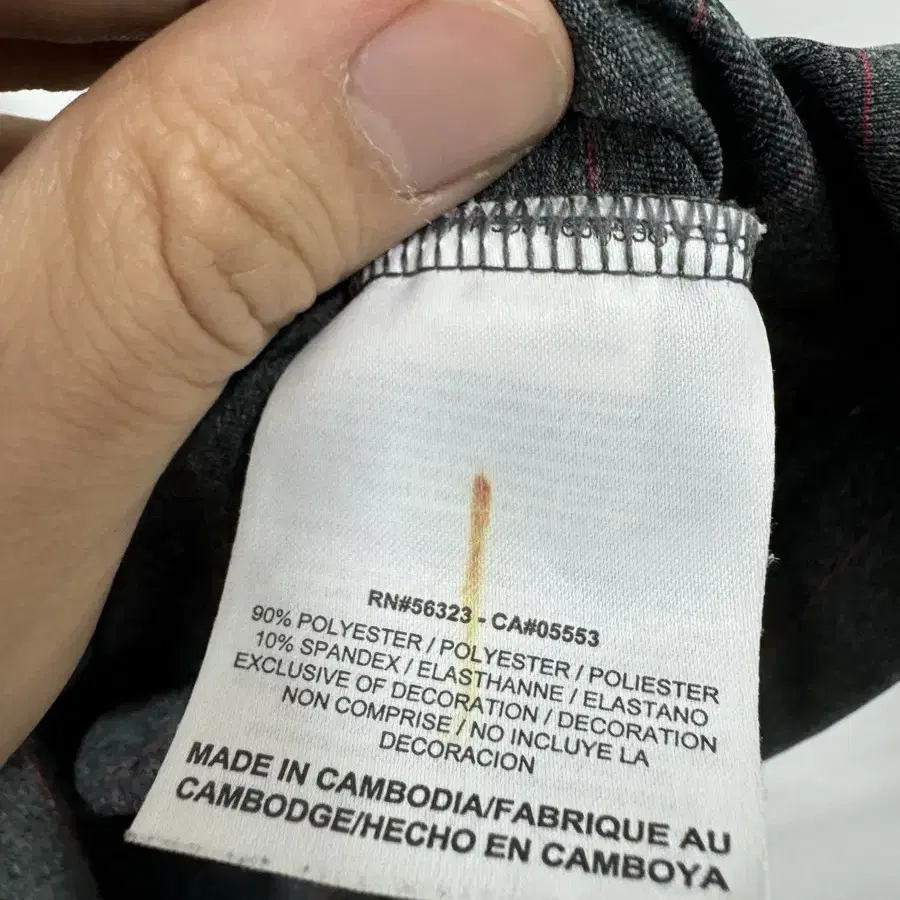 RN#56323 - CA#05553
90% POLYESTER / POLYESTER / POLIESTER
10% SPANDEX / ELASTHANNE / ELASTANO
EXCLUSIVE OF DECORATION / DECORATION
NON COMPRISE / NO INCLUYE LA
DECORACION
MADE IN CAMBODIA/FABRIQUE AU
CAMBODGE/HECHO EN CAMBOYA